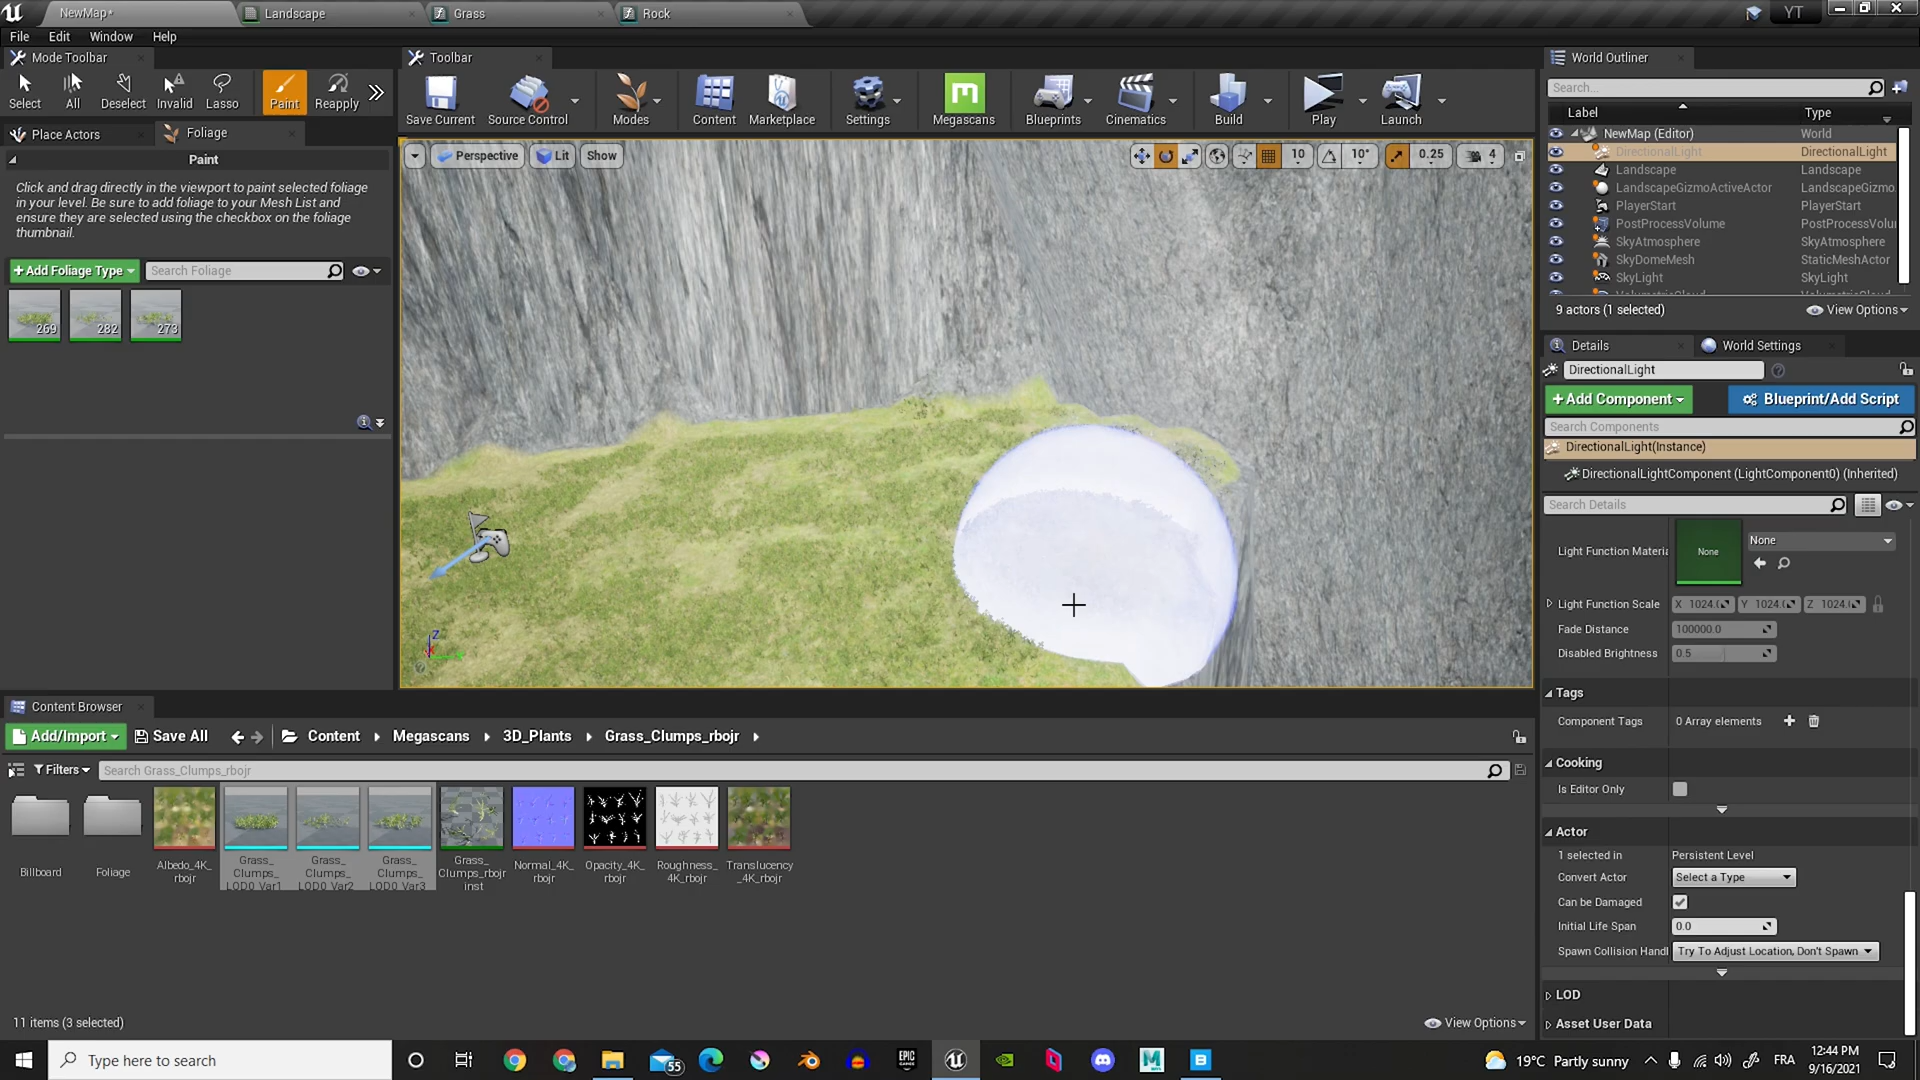 NewMap*
Landscape
Grass
Rock
YT
File Edit Window Help
Mode Toolbar
Select All Deselect Invalid Lasso Paint Reapply
Place Actors
Foliage
Paint
Click and drag directly in the viewport to paint selected foliage
in your level. Be sure to add foliage to your Mesh List and
ensure they are selected using the checkbox on the foliage
thumbnail.
+Add Foliage Type
Search Foliage
269 282 273
Toolbar
Save Current Source Control Modes Content Marketplace Settings Megascans Blueprints Cinematics Build Play Launch
Perspective Lit Show
10 10° 0.25 4
Z
World Outliner
Search...
Label Type
NewMap (Editor) World
DirectionalLight DirectionalLight
Landscape Landscape
LandscapeGizmoActiveActor LandscapeGizmo
PlayerStart PlayerStart
PostProcessVolume PostProcessVolu
SkyAtmosphere SkyAtmosphere
SkyDomeMesh StaticMeshActor
SkyLight SkyLight
9 actors (1 selected)
View Options
Details
World Settings
DirectionalLight
+Add Component
Blueprint/Add Script
Search Components
DirectionalLight(Instance)
DirectionalLightComponent (LightComponent0) (Inherited)
Search Details
Light Function Materia None None
Light Function Scale X 1024.( Y 1024.( Z 1024.(
Fade Distance 100000.0
Disabled Brightness 0.5
Tags
Component Tags 0 Array elements
Cooking
Is Editor Only
Actor
1 selected in Persistent Level
Convert Actor Select a Type
Can be Damaged
Initial Life Span 0.0
Spawn Collision Handl Try To Adjust Location, Don't Spawn
LOD
Asset User Data
Content Browser
Add/Import Save All Content Megascans 3D_Plants Grass_Clumps_rbojr
Filters Search Grass_Clumps_rbojr
Billboard
Foliage
Albedo_4K_
rbojr
Grass_
Clumps_
LOD0_Var1
Grass_
Clumps_
LOD0_Var2
Grass_
Clumps_
LOD0_Var3
Grass_
Clumps_rbojr
inst
Normal_4K_
rbojr
Opacity_4K_
rbojr
Roughness_
4K_rbojr
Translucency
_4K_rbojr
11 items (3 selected)
View Options
Type here to search
55
EPIC
19°C Partly sunny
FRA
12:44 PM
9/16/2021